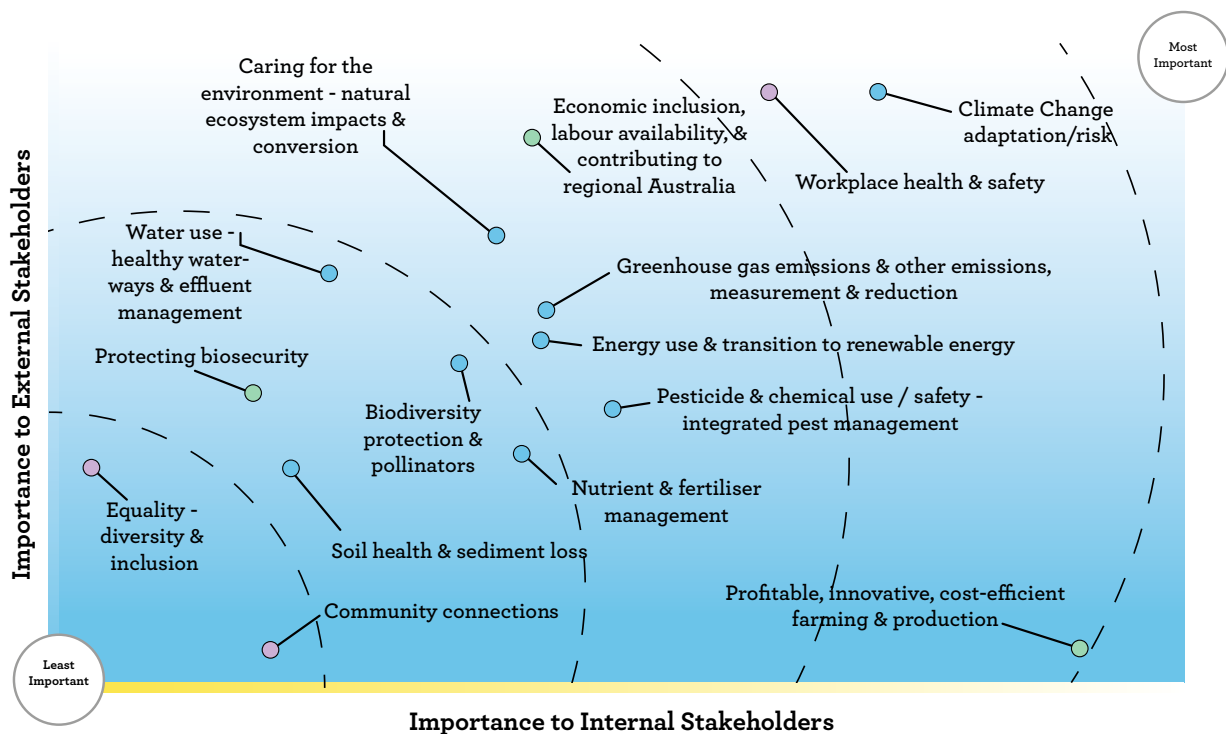 Most
Important
Caring for the
environment - natural
ecosystem impacts &
conversion
Economic inclusion,
labour availability, &
contributing to
regional Australia
Climate Change
adaptation/risk
Workplace health & safety
Water use -
healthy water-
ways & effluent
management
Greenhouse gas emissions & other emissions,
measurement & reduction
Energy use & transition to renewable energy
Protecting biosecurity
Biodiversity
protection &
pollinators
Pesticide & chemical use / safety -
integrated pest management
Nutrient & fertiliser
management
Equality -
diversity &
inclusion
Soil health & sediment loss
Community connections
Profitable, innovative, cost-efficient
farming & production
Least
Important
Importance to External Stakeholders
Importance to Internal Stakeholders